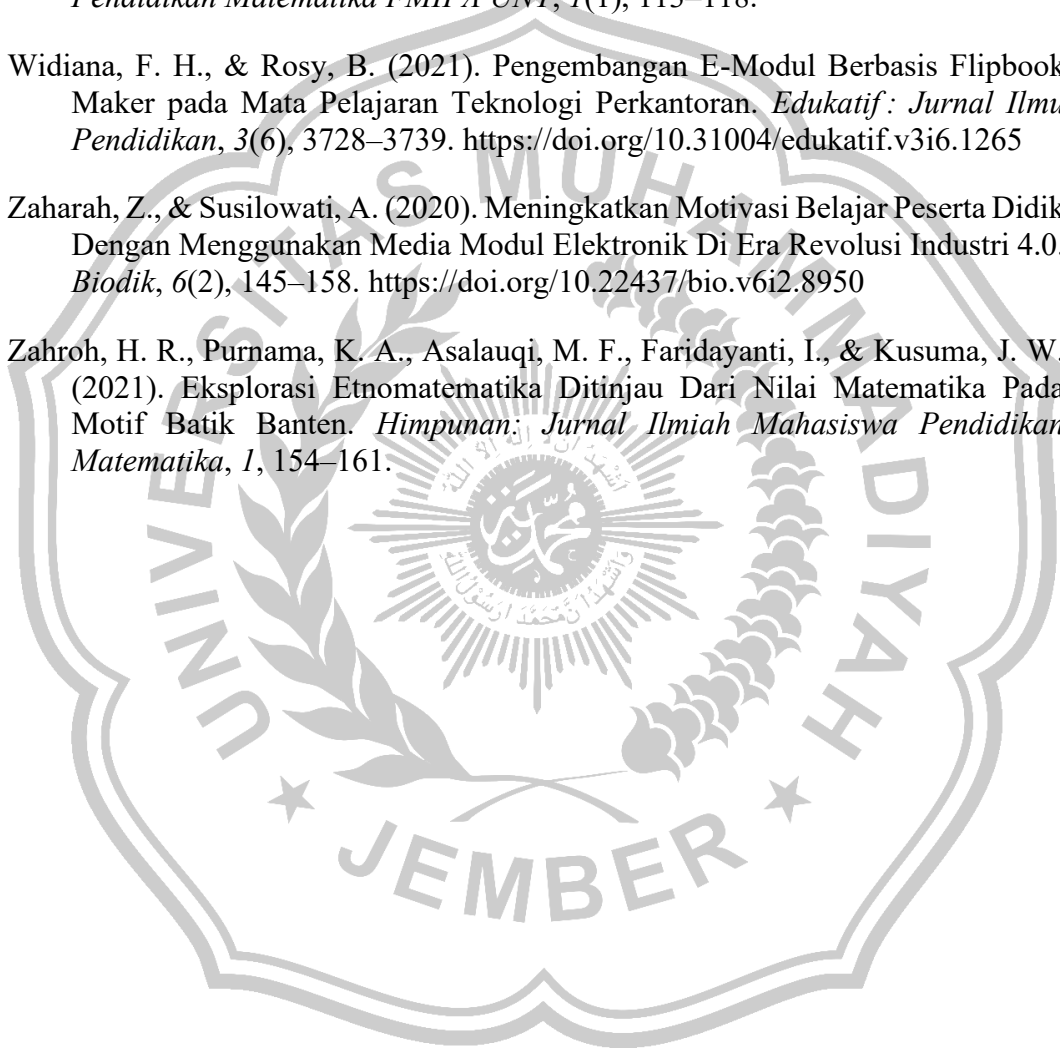 Pendidikan Matematika FMIPA UNP, 1(1), 115–118.
Widiana, F. H., & Rosy, B. (2021). Pengembangan E-Modul Berbasis Flipbook
Maker pada Mata Pelajaran Teknologi Perkantoran. Edukatif : Jurnal Ilmu
Pendidikan, 3(6), 3728–3739. https://doi.org/10.31004/edukatif.v3i6.1265
Zaharah, Z., & Susilowati, A. (2020). Meningkatkan Motivasi Belajar Peserta Didik
Dengan Menggunakan Media Modul Elektronik Di Era Revolusi Industri 4.0.
Biodik, 6(2), 145–158. https://doi.org/10.22437/bio.v6i2.8950
Zahroh, H. R., Purnama, K. A., Asalauqi, M. F., Faridayanti, I., & Kusuma, J. W.
(2021). Eksplorasi Etnomatematika Ditinjau Dari Nilai Matematika Pada
Motif Batik Banten. Himpunan: Jurnal Ilmiah Mahasiswa Pendidikan
Matematika, 1, 154–161.
UNIVERSITAS MUHAMMADIYAH
JEMBER